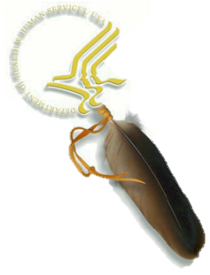 DEPARTMENT OF HEALTH & HUMAN SERVICES USA